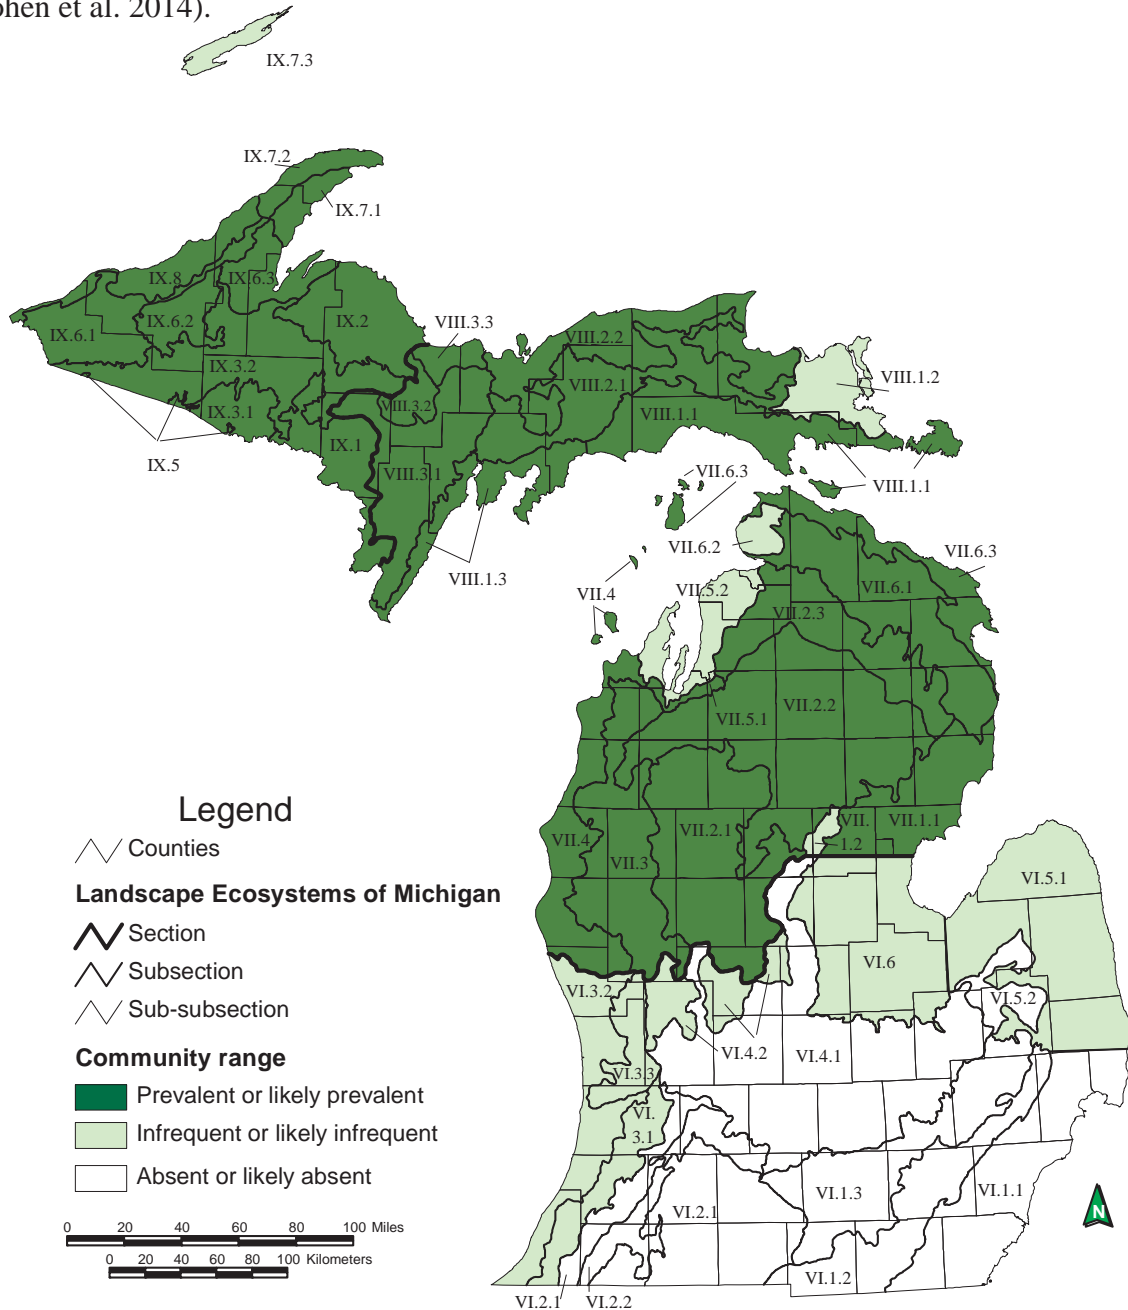 ohen et al. 2014).
IX.7.3
IX.7.2
IX.7.1
IX.8
IX.6.3
IX.6.1
IX.6.2
IX.2
VIII.3.3
VIII.2.2
IX.3.2
VIII.2.1
VIII.1.2
VIII.3.2
IX.3.1
VIII.1.1
IX.1
IX.5
VIII.3.1
VII.6.3
VIII.1.1
VII.6.2
VII.6.3
VIII.1.3
VII.4
VII.5.2
VII.6.1
VII.2.3
VII.5.1
VII.2.2
Legend
Counties
Landscape Ecosystems of Michigan
Section
Subsection
Sub-subsection
Community range
Prevalent or likely prevalent
Infrequent or likely infrequent
Absent or likely absent
VII.4
VII.3
VII.2.1
VII.
1.2
VII.1.1
VI.5.1
VI.6
VI.3.2
VI.5.2
VI.4.2
VI.4.1
VI.3.3
VI.
3.1
VI.2.1
VI.1.3
VI.1.1
N
0 20 40 60 80 100 Miles
0 20 40 60 80 100 Kilometers
VI.1.2
VI.2.1
VI.2.2